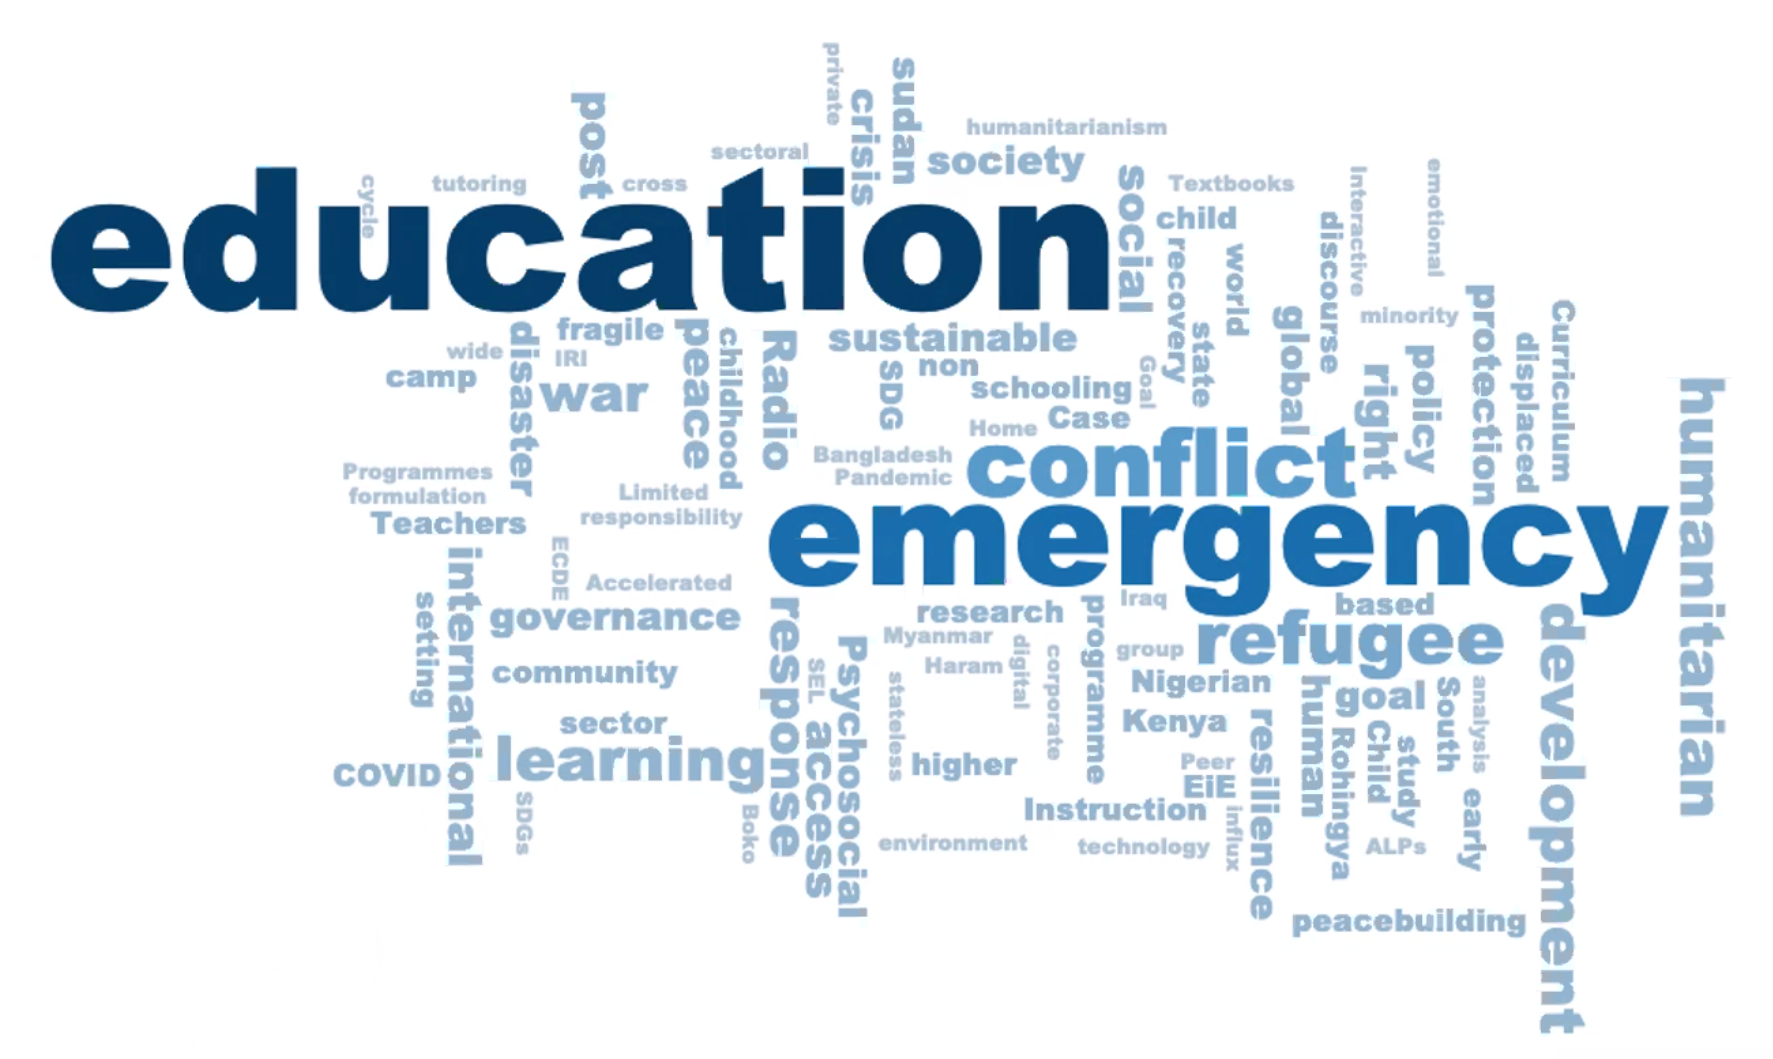 private
sudan
crisis
post
humanitarianism
sectoral
society
cycle
tutoring
cross
education
social
Textbooks
child
Interactive
emotional
discourse
recovery
world
minority
protection
Curriculum
displaced
global
state
fragile
wide
IRI
camp
disaster
war
peace
childhood
Radio
sustainable
SDG
non
schooling
Goal
Case
Home
right
policy
humanitarian
Bangladesh
Pandemic
conflict
Programmes
formulation
Teachers
Limited
responsibility
emergency
international
ECDE
Accelerated
setting
governance
community
response
research
Myanmar
Haram
digital
corporate
programme
Iraq
group
based
refugee
development
Nigerian
Kenya
human
goal
South
analysis
sector
learning
COVID
SDGs
Boko
SEL
access
Psychosocial
stateless
higher
Peer
EiE
Instruction
influx
resilience
Rohingya
Child
study
early
ALPs
environment
technology
peacebuilding